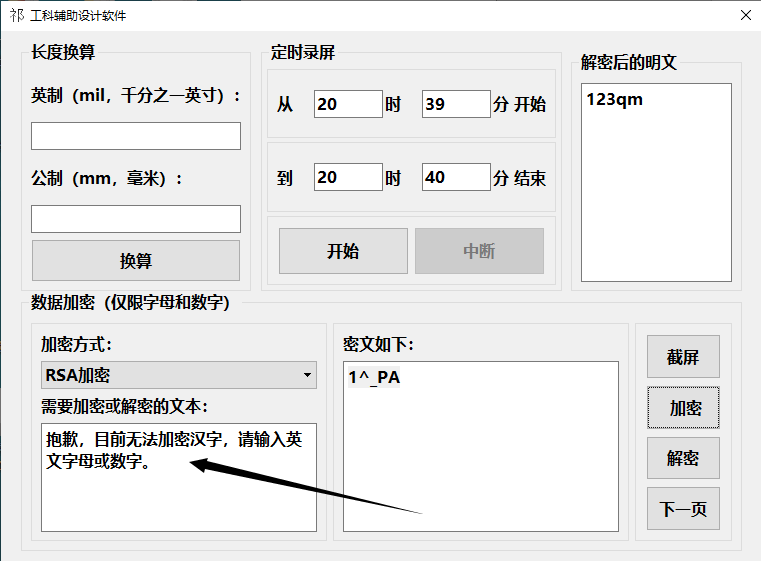 祁 工科辅助设计软件
长度换算
英制（mil，千分之一英寸）：
公制（mm，毫米）：
换算
定时录屏
从 20 时 39 分 开始
到 20 时 40 分 结束
开始 中断
解密后的明文
123qm
数据加密（仅限字母和数字）
加密方式：
RSA加密
需要加密或解密的文本：
抱歉，目前无法加密汉字，请输入英
文字母或数字。
密文如下：
1^_PA
截屏
加密
解密
下一页